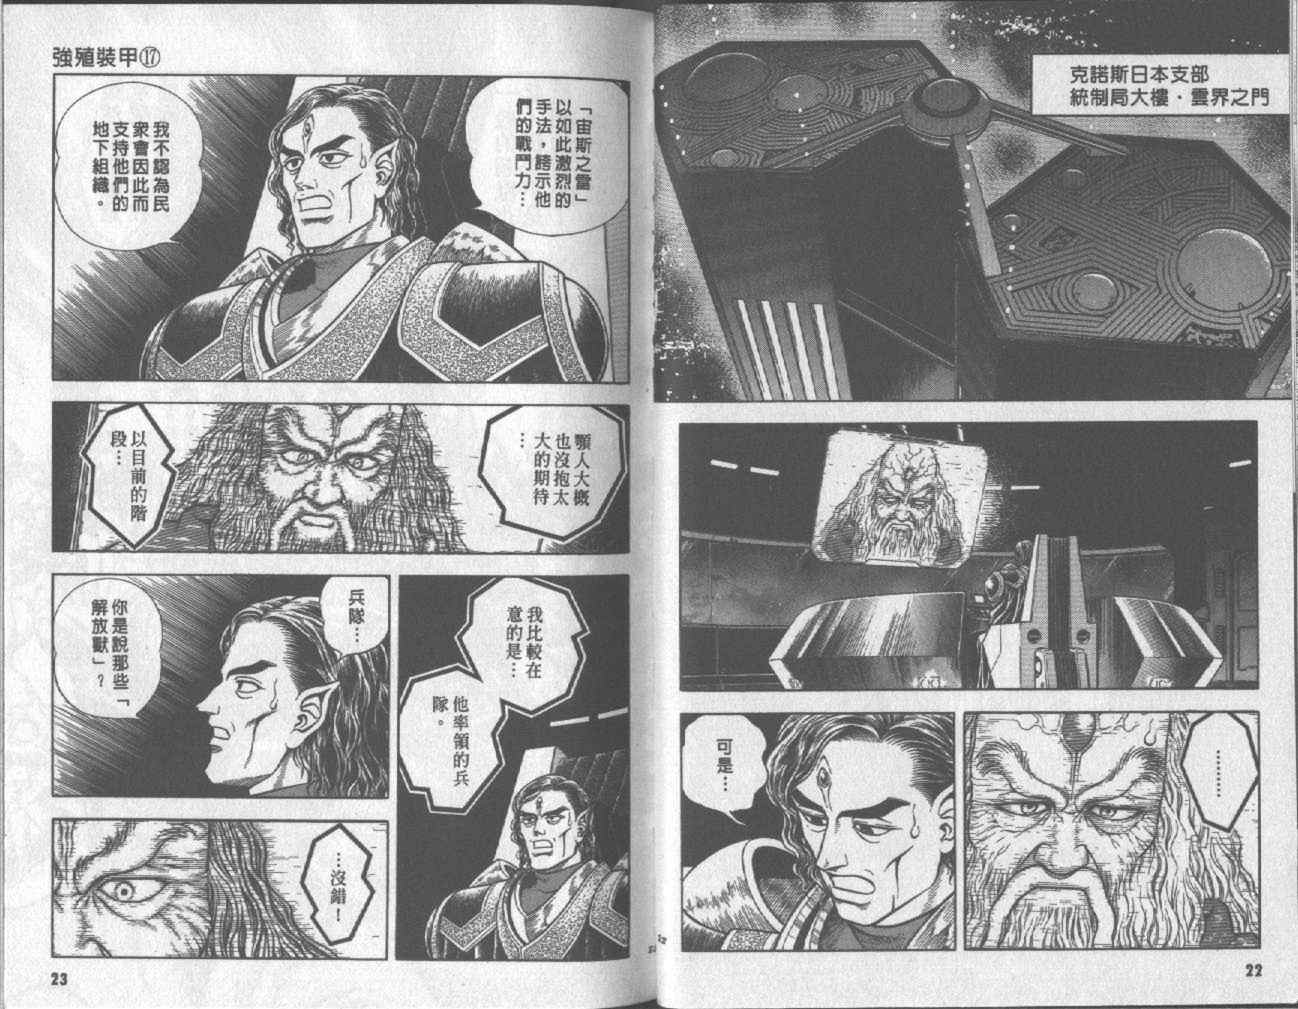 克諾斯日本支部
統制局大樓・雲界之門
………
可是…
22
強殖裝甲⑰
「宙斯之雷」
以如此激烈的
手法，誇示他
們的戰鬥力…
我不認為民
眾會因此而
支持他們的
地下組織。
顎人大概
也沒抱太
大的期待
…
以目前的階
段…
我比較在
意的是…
他率領的兵
隊。
兵隊…
你是說那些「
解放獸」？
…沒錯！
23